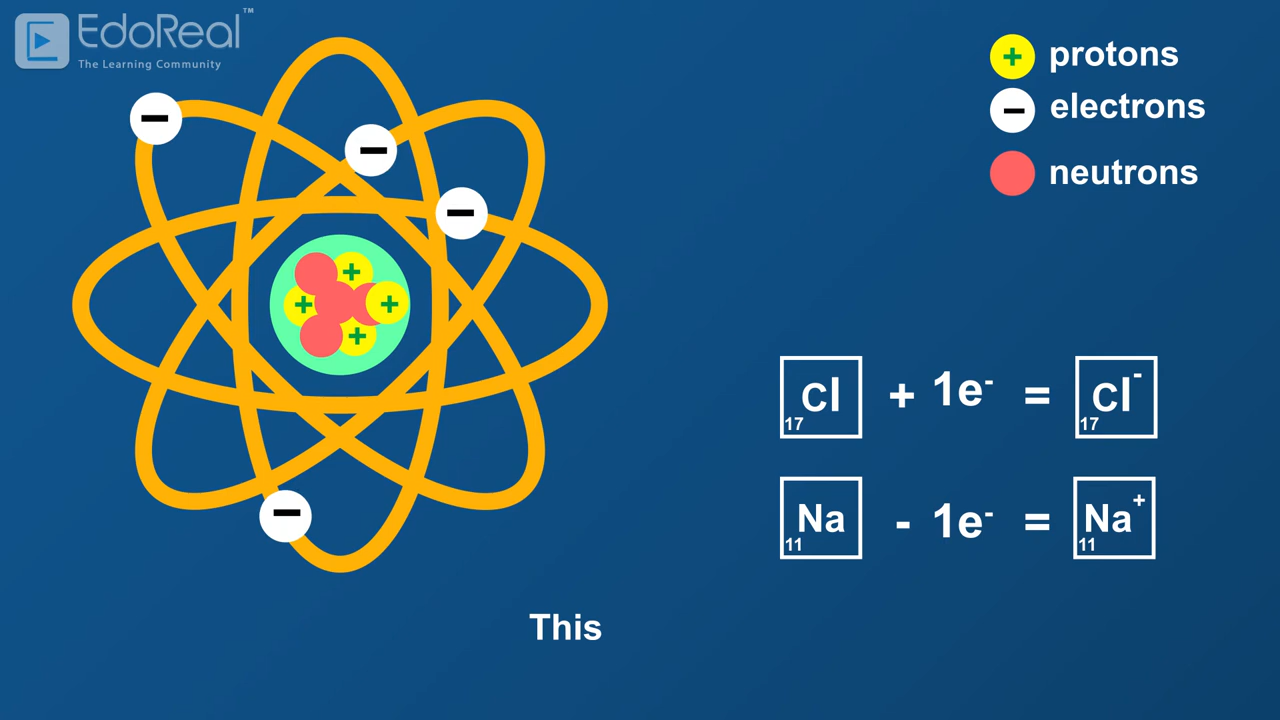 EdoReal™
The Learning Community
+ protons
− electrons
neutrons
Cl 17 + 1e⁻ = Cl⁻ 17
Na 11 - 1e⁻ = Na⁺ 11
This